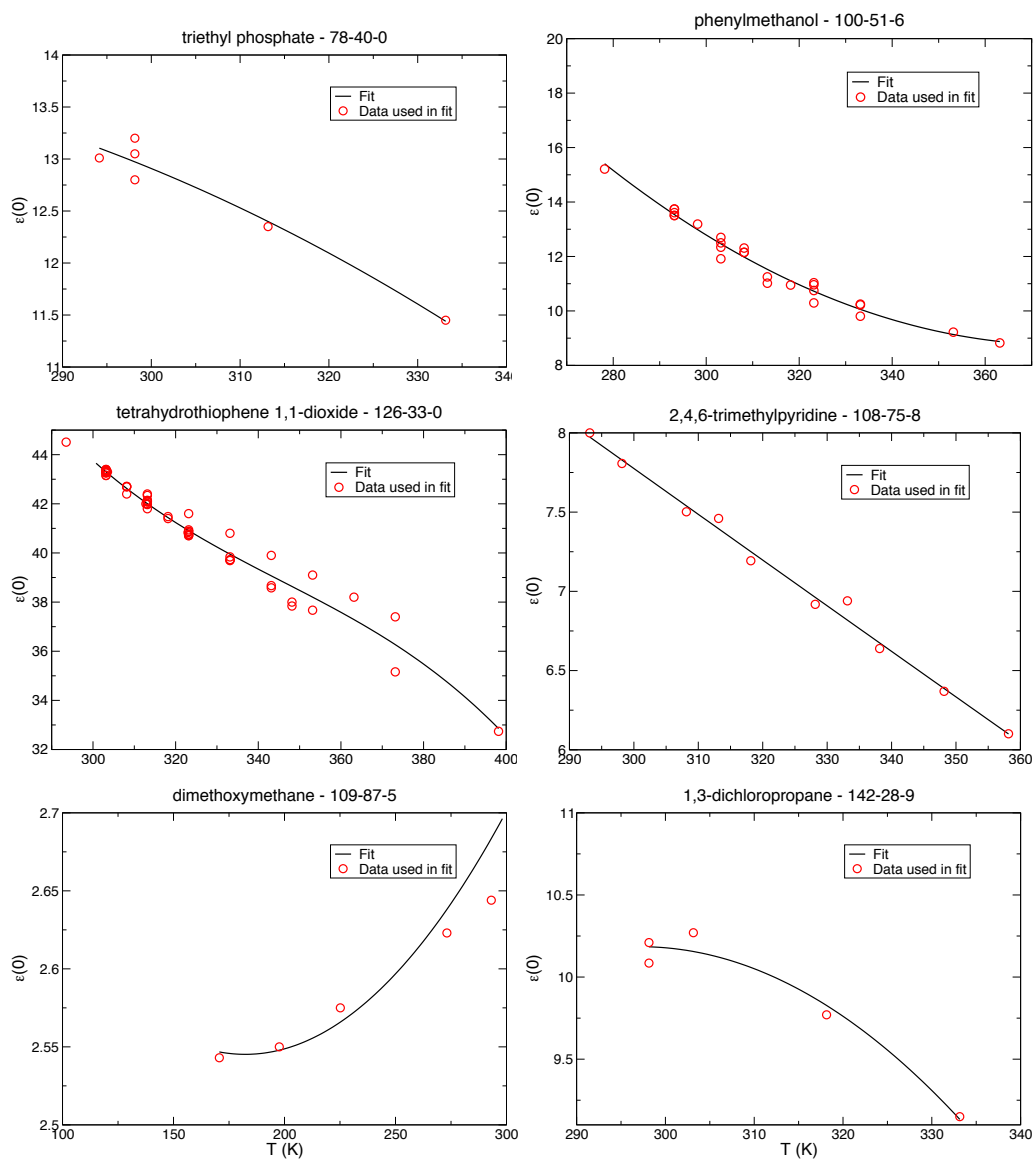 triethyl phosphate - 78-40-0
14
13.5
13
12.5
12
11.5
11
ε(0)
290 300 310 320 330 34
Fit
Data used in fit
phenylmethanol - 100-51-6
20
18
16
14
12
10
8
ε(0)
280 300 320 340 360
Fit
Data used in fit
tetrahydrothiophene 1,1-dioxide - 126-33-0
44
42
40
38
36
34
32
ε(0)
300 320 340 360 380 400
Fit
Data used in fit
2,4,6-trimethylpyridine - 108-75-8
8
7.5
7
6.5
6
ε(0)
290 300 310 320 330 340 350 360
Fit
Data used in fit
dimethoxymethane - 109-87-5
2.7
2.65
2.6
2.55
2.5
ε(0)
100 150 200 250 300
T (K)
Fit
Data used in fit
1,3-dichloropropane - 142-28-9
11
10.5
10
9.5
ε(0)
290 300 310 320 330 340
T (K)
Fit
Data used in fit